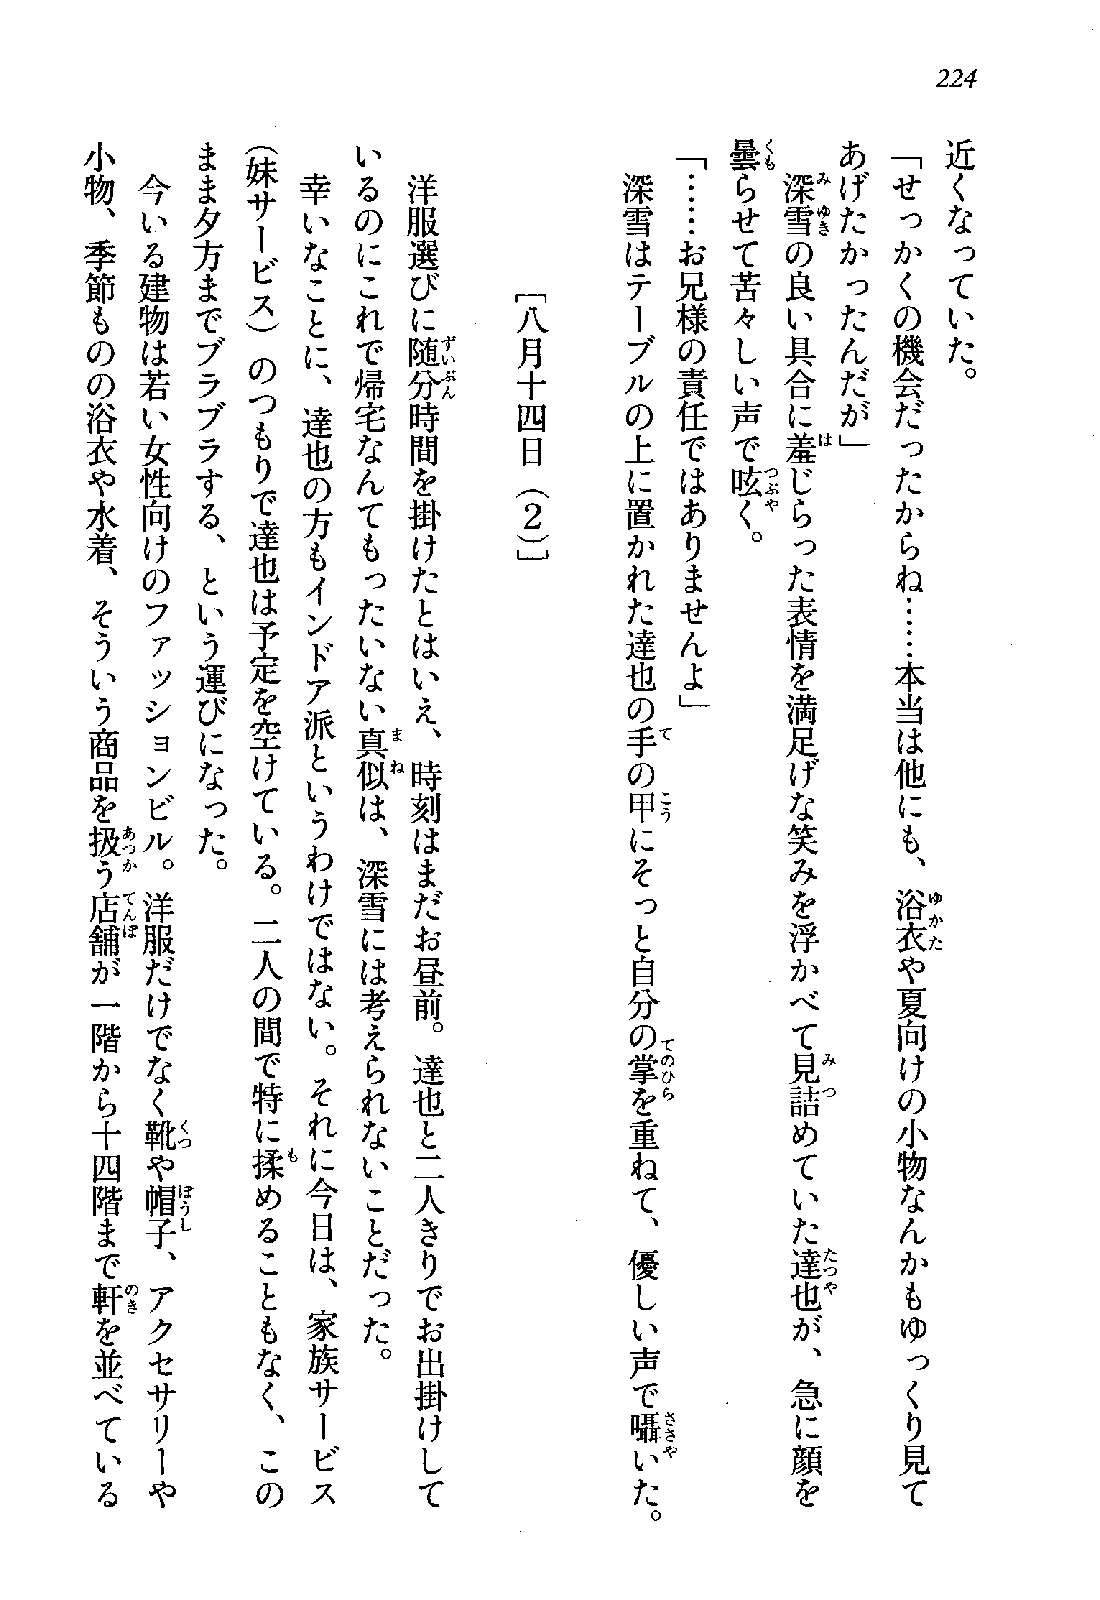 224
近くなっていた。
「せっかくの機会だったからね……本当は他にも、浴衣や夏向けの小物なんかもゆっくり見て
あげたかったんだが」
　深雪の良い具合に羞じらった表情を満足げな笑みを浮かべて見詰めていた達也が、急に顔を
曇らせて苦々しい声で呟く。
「……お兄様の責任ではありませんよ」
　深雪はテーブルの上に置かれた達也の手の甲にそっと自分の掌を重ねて、優しい声で囁いた。
［八月十四日（２）］
　洋服選びに随分時間を掛けたとはいえ、時刻はまだお昼前。達也と二人きりでお出掛けして
いるのにこれで帰宅なんてもったいない真似は、深雪には考えられないことだった。
　幸いなことに、達也の方もインドア派というわけではない。それに今日は、家族サービス
（妹サービス）のつもりで達也は予定を空けている。二人の間で特に揉めることもなく、この
まま夕方までブラブラする、という運びになった。
　今いる建物は若い女性向けのファッションビル。洋服だけでなく靴や帽子、アクセサリーや
小物、季節ものの浴衣や水着、そういう商品を扱う店舗が一階から十四階まで軒を並べている